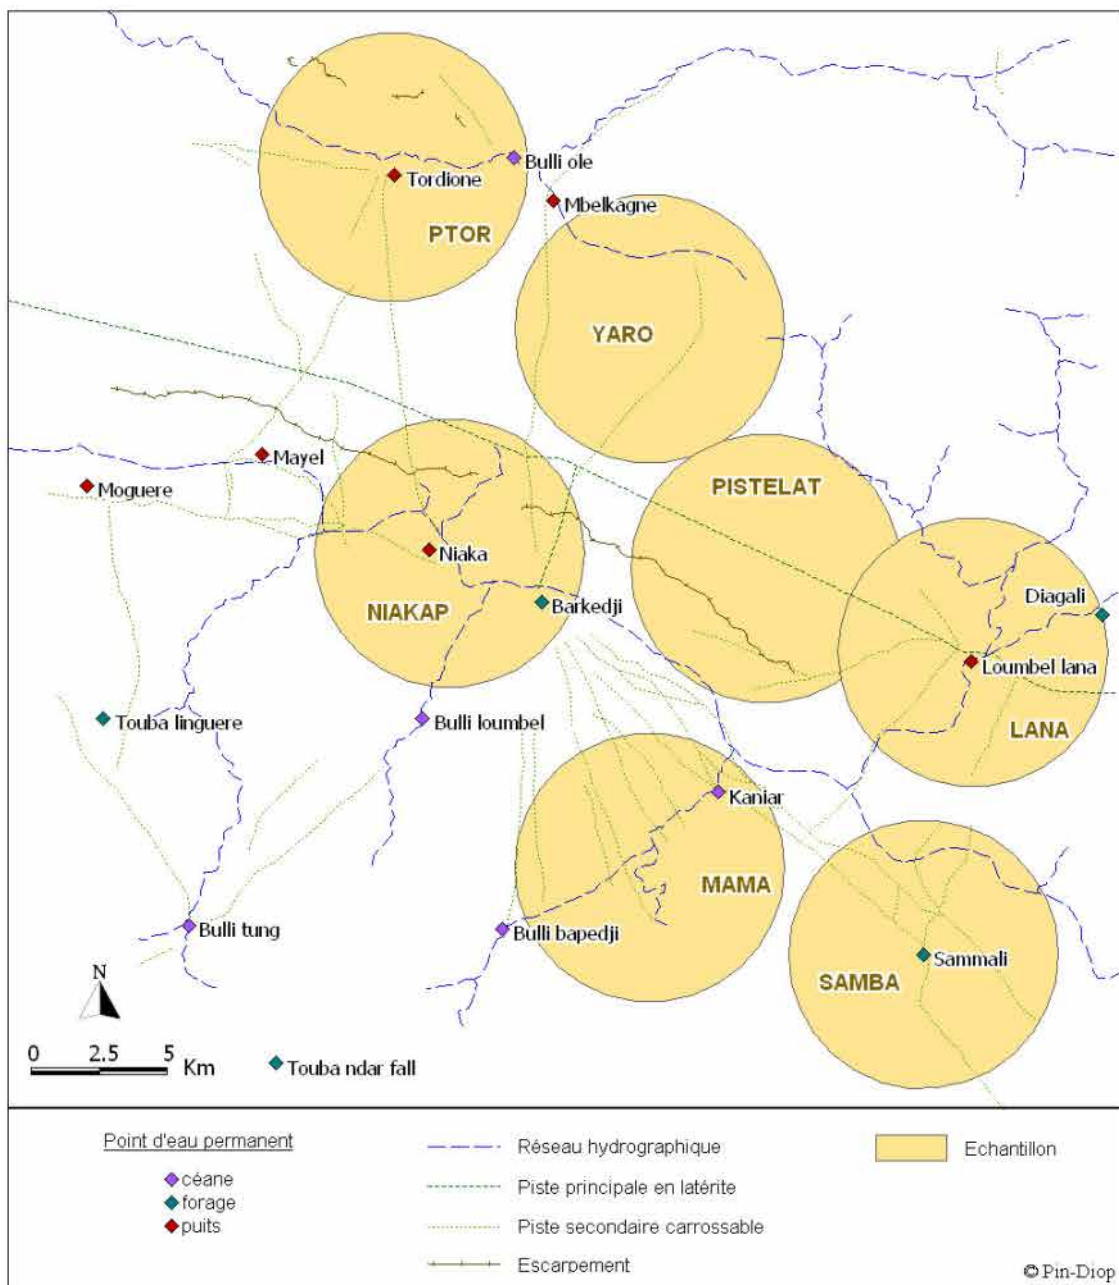 Bulli ole
Tordione
Mbelkagne
PTOR
YARO
Mayel
Moguere
PISTELAT
Niaka
NIAKAP
Barkedji
Diagali
Loumbel lana
Touba linguere
Bulli loumbel
LANA
Kaniar
MAMA
Bulli tung
Bulli bapedji
Sammali
SAMBA
N
0 2.5 5 Km
Touba ndar fall
Point d'eau permanent
céane
forage
puits
Réseau hydrographique
Piste principale en latérite
Piste secondaire carrossable
Escarpement
Echantillon
© Pin-Diop